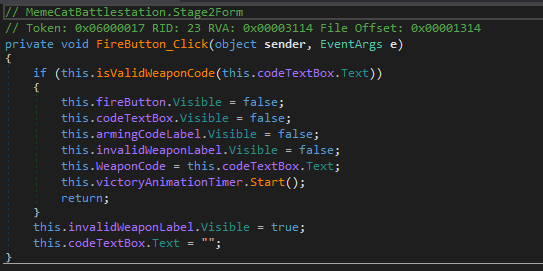 // MemeCatBattlestation.Stage2Form
// Token: 0x06000017 RID: 23 RVA: 0x00003114 File Offset: 0x00001314
private void FireButton_Click(object sender, EventArgs e)
{
    if (this.isValidWeaponCode(this.codeTextBox.Text))
    {
        this.fireButton.Visible = false;
        this.codeTextBox.Visible = false;
        this.armingCodeLabel.Visible = false;
        this.invalidWeaponLabel.Visible = false;
        this.WeaponCode = this.codeTextBox.Text;
        this.victoryAnimationTimer.Start();
        return;
    }
    this.invalidWeaponLabel.Visible = true;
    this.codeTextBox.Text = "";
}